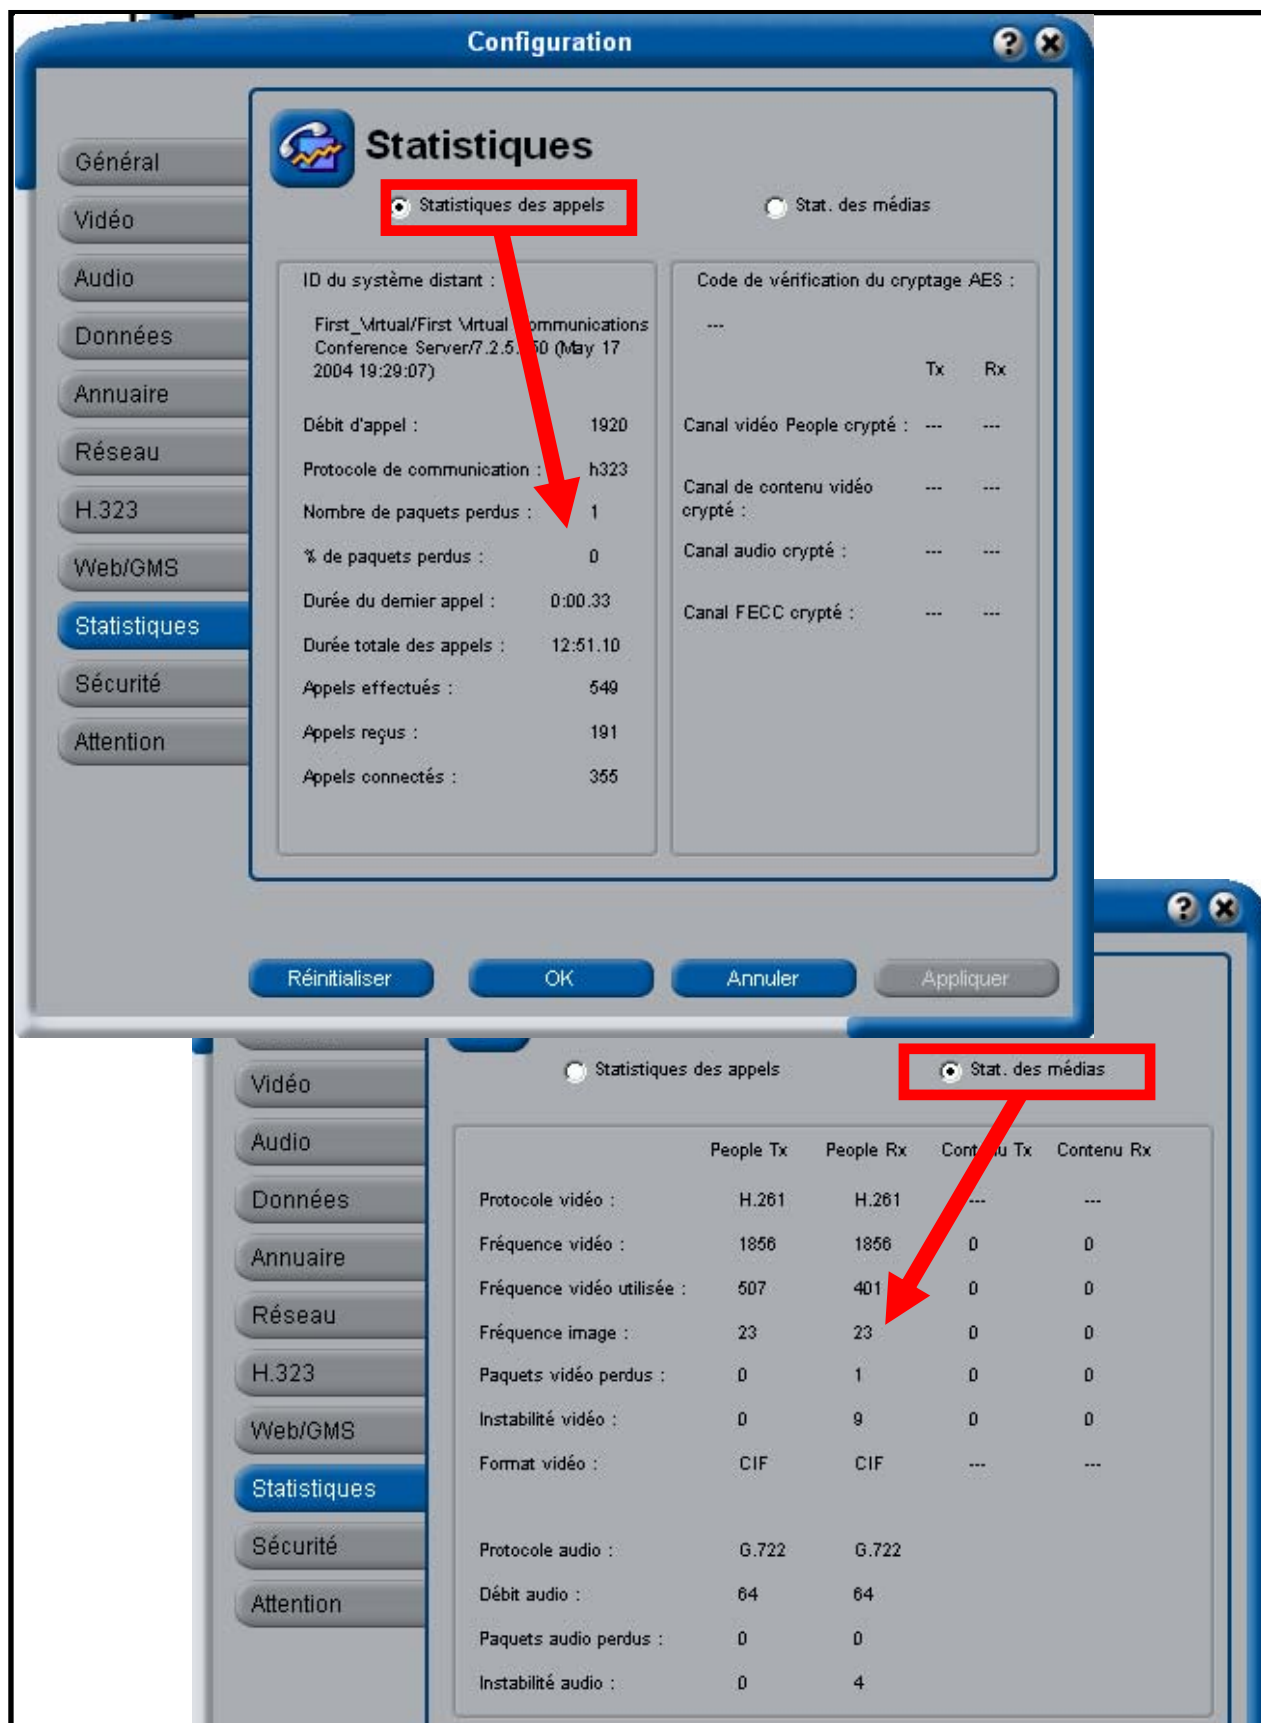 Configuration
Statistiques
Général
Vidéo
Audio
Données
Annuaire
Réseau
H.323
Web/GMS
Statistiques
Sécurité
Attention
Statistiques des appels
Stat. des médias
ID du système distant :
First_Virtual/First Virtual
ommunications
Conference Server/7.2.5.
50 (May 17
2004 19:29:07)
Débit d'appel : 1920
Protocole de communication : h323
Nombre de paquets perdus : 1
% de paquets perdus : 0
Durée du dernier appel : 0:00.33
Durée totale des appels : 12:51.10
Appels effectués : 549
Appels reçus : 191
Appels connectés : 355
Code de vérification du cryptage AES :
---
Tx Rx
Canal vidéo People crypté : --- ---
Canal de contenu vidéo --- ---
crypté :
Canal audio crypté : --- ---
Canal FECC crypté : --- ---
Réinitialiser OK Annuler Appliquer
Vidéo
Audio
Données
Annuaire
Réseau
H.323
Web/GMS
Statistiques
Sécurité
Attention
Statistiques des appels
Stat. des médias
People Tx People Rx Contenu Tx Contenu Rx
Protocole vidéo : H.261 H.261 --- ---
Fréquence vidéo : 1856 1856 0 0
Fréquence vidéo utilisée : 507 401 0 0
Fréquence image : 23 23 0 0
Paquets vidéo perdus : 0 1 0 0
Instabilité vidéo : 0 9 0 0
Format vidéo : CIF CIF --- ---
Protocole audio : G.722 G.722
Débit audio : 64 64
Paquets audio perdus : 0 0
Instabilité audio : 0 4